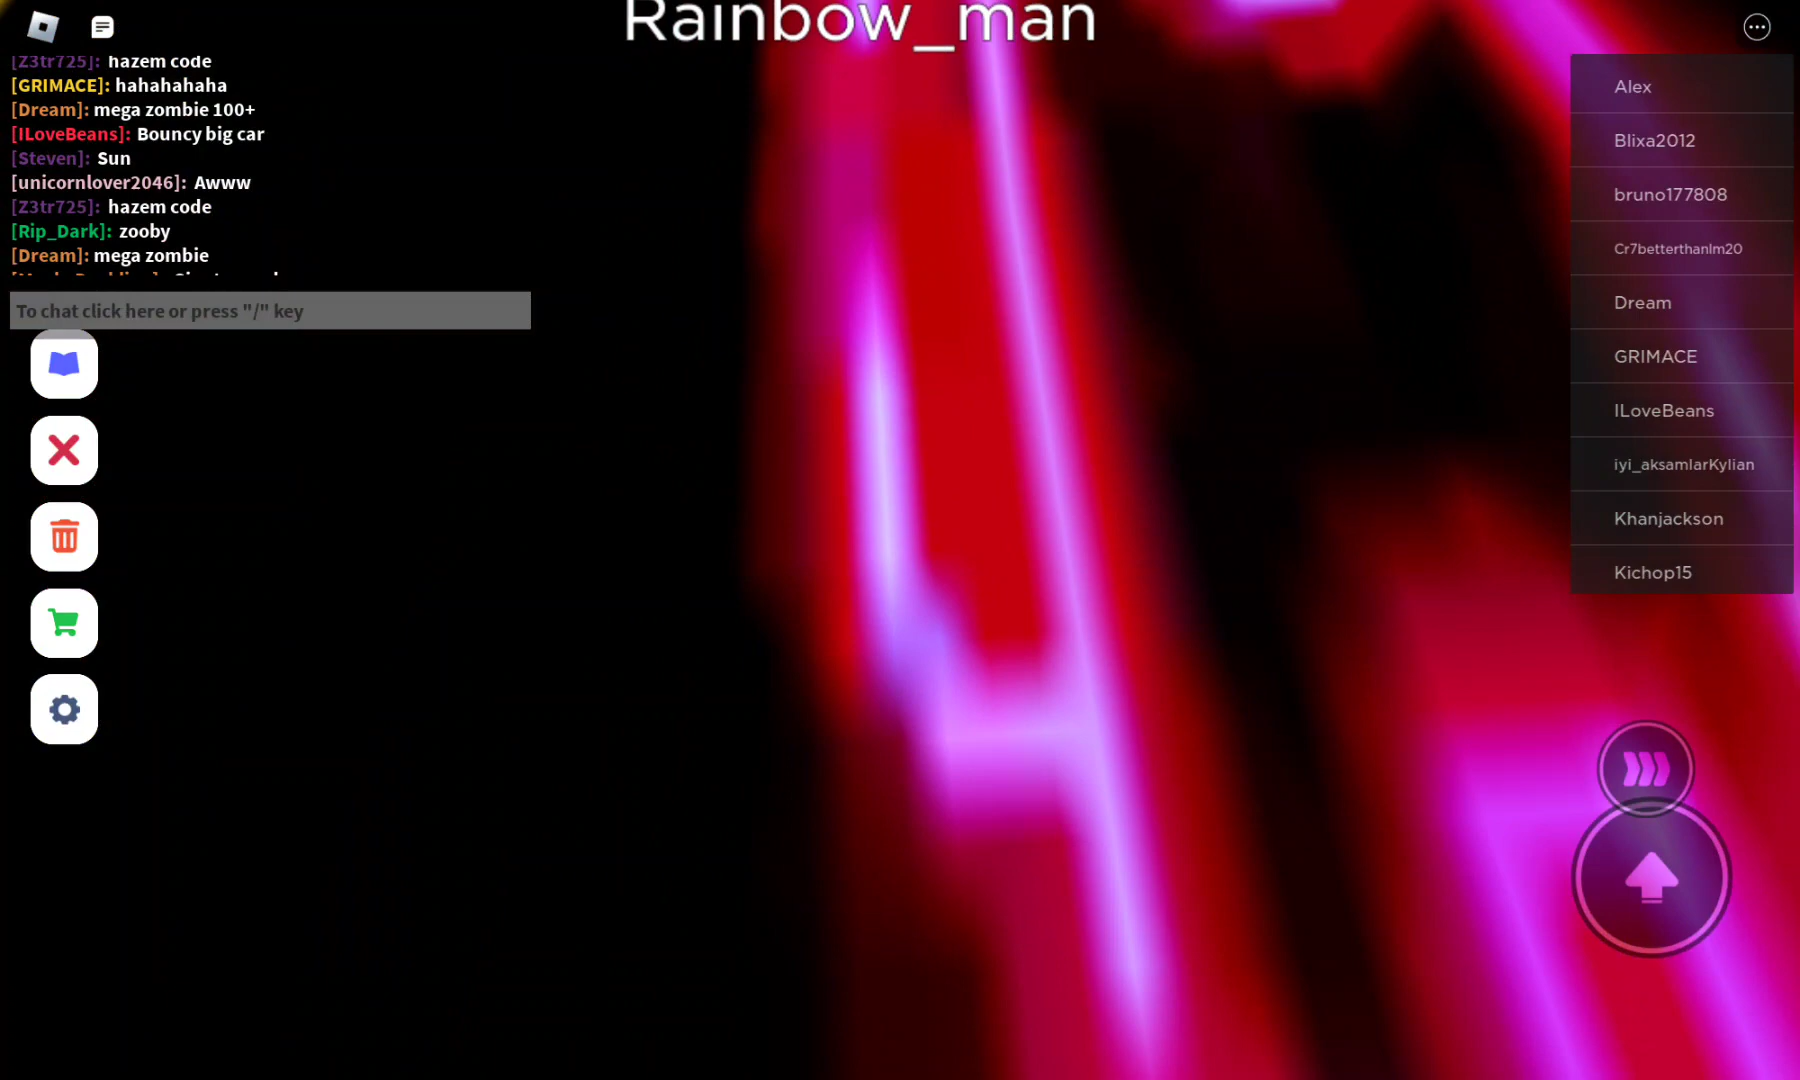 Rainbow_man
[Z3tr725]: hazem code
[GRIMACE]: hahahahaha
[Dream]: mega zombie 100+
[ILoveBeans]: Bouncy big car
[Steven]: Sun
[unicornlover2046]: Awww
[Z3tr725]: hazem code
[Rip_Dark]: zooby
[Dream]: mega zombie
To chat click here or press "/" key
Alex
Blixa2012
bruno177808
Cr7betterthanlm20
Dream
GRIMACE
ILoveBeans
iyi_aksamlarKylian
Khanjackson
Kichop15